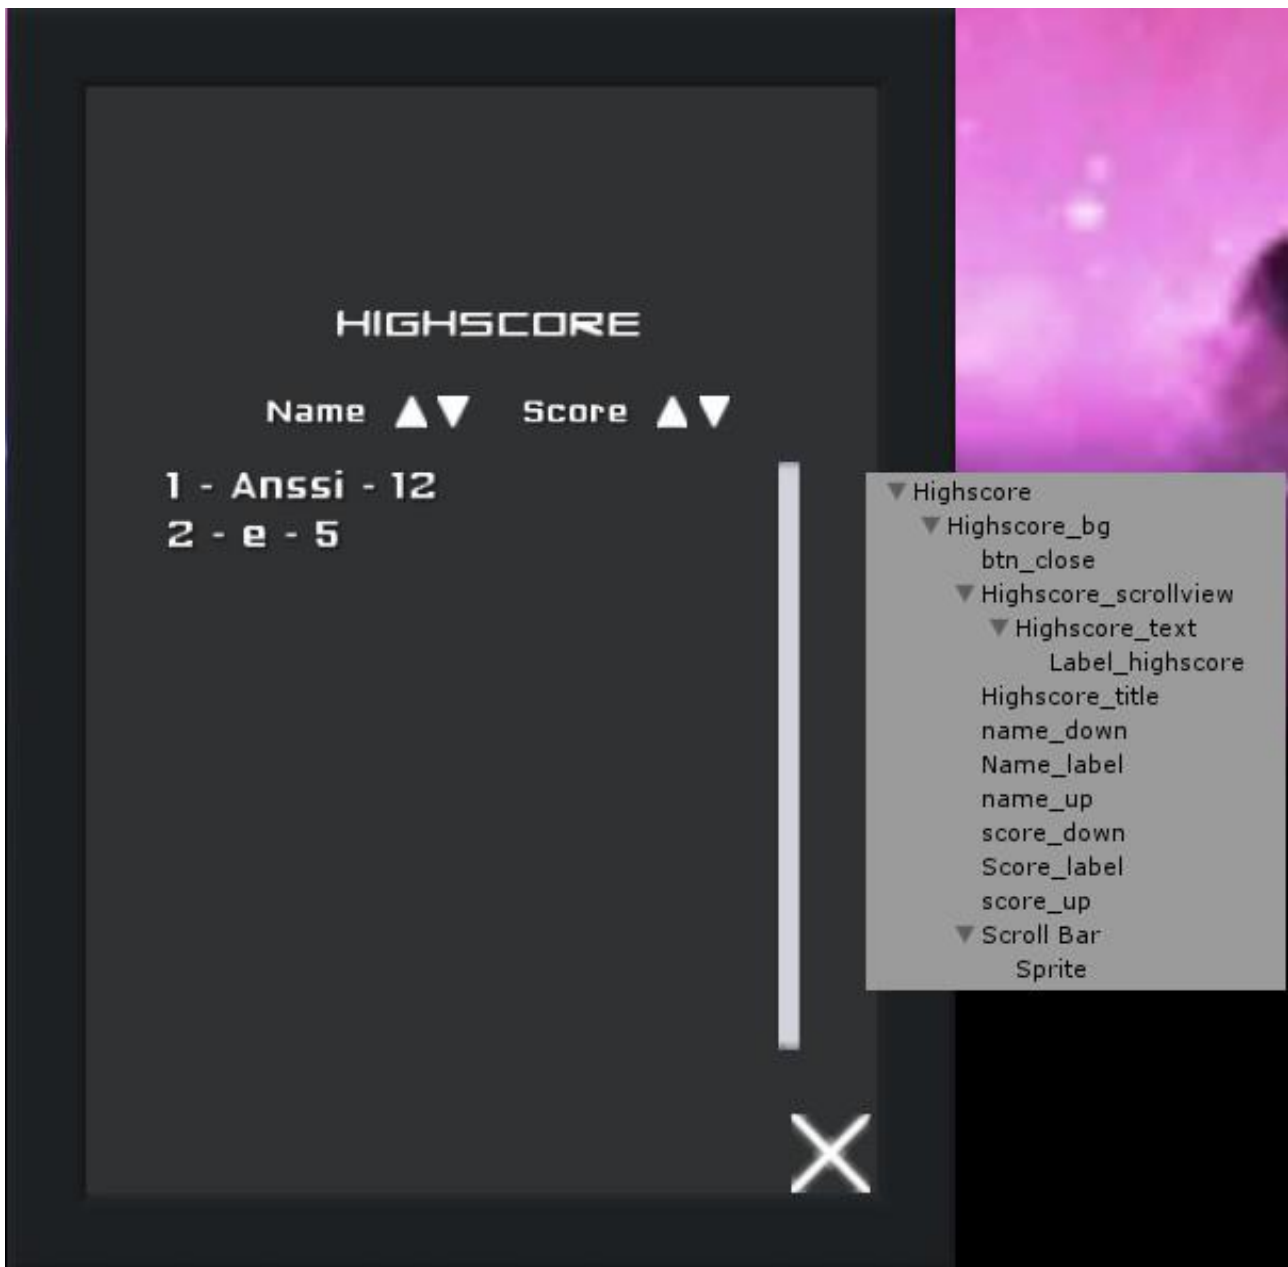 HIGHSCORE
Name ▲▼ Score ▲▼
1 - Anssi - 12
2 - e - 5
▼ Highscore
▼ Highscore_bg
btn_close
▼ Highscore_scrollview
▼ Highscore_text
Label_highscore
Highscore_title
name_down
Name_label
name_up
score_down
Score_label
score_up
▼ Scroll Bar
Sprite